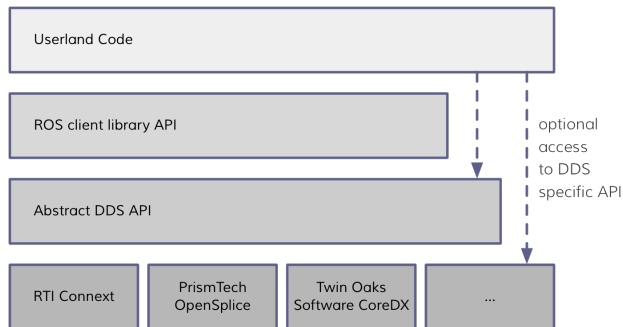 Userland Code
ROS client library API
optional
access
to DDS
specific API
Abstract DDS API
RTI Connext
PrismTech
OpenSplice
Twin Oaks
Software CoreDX
...